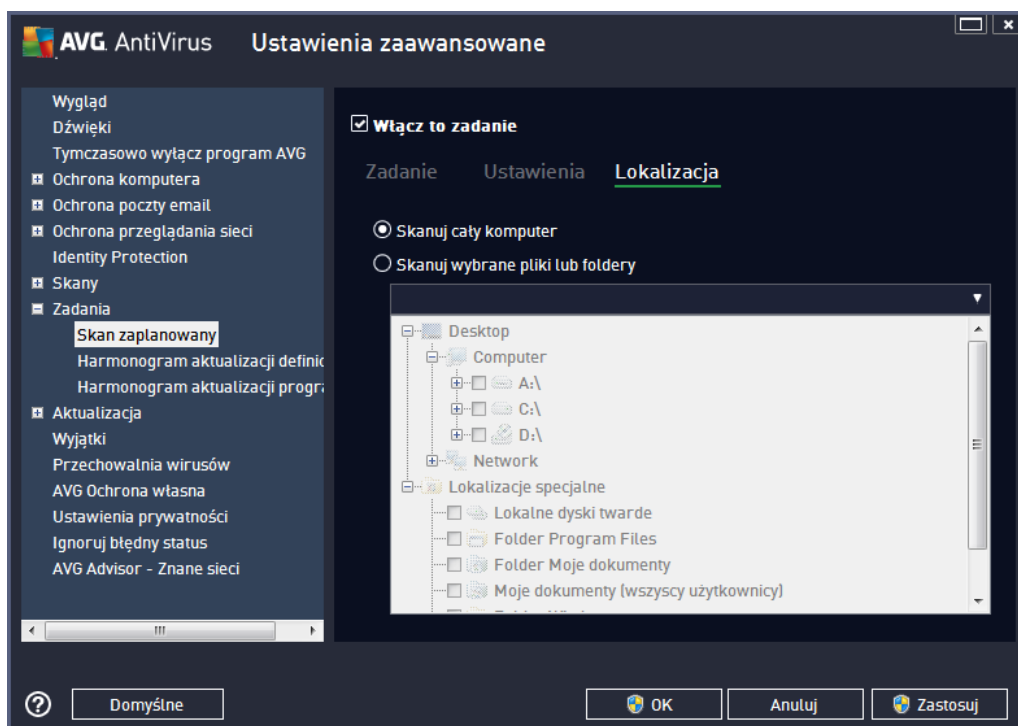 AVG. AntiVirus Ustawienia zaawansowane
Wygląd
Dźwięki
Tymczasowo wyłącz program AVG
Ochrona komputera
Ochrona poczty email
Ochrona przeglądania sieci
Identity Protection
Skany
Zadania
Skan zaplanowany
Harmonogram aktualizacji definic
Harmonogram aktualizacji progra
Aktualizacja
Wyjątki
Przechowalnia wirusów
AVG Ochrona własna
Ustawienia prywatności
Ignoruj błędny status
AVG Advisor - Znane sieci
Włącz to zadanie
Zadanie Ustawienia Lokalizacja
Skanuj cały komputer
Skanuj wybrane pliki lub foldery
Desktop
Computer
A:\
C:\
D:\
Network
Lokalizacje specjalne
Lokalne dyski twarde
Folder Program Files
Folder Moje dokumenty
Moje dokumenty (wszyscy użytkownicy)
Domyślne OK Anuluj Zastosuj